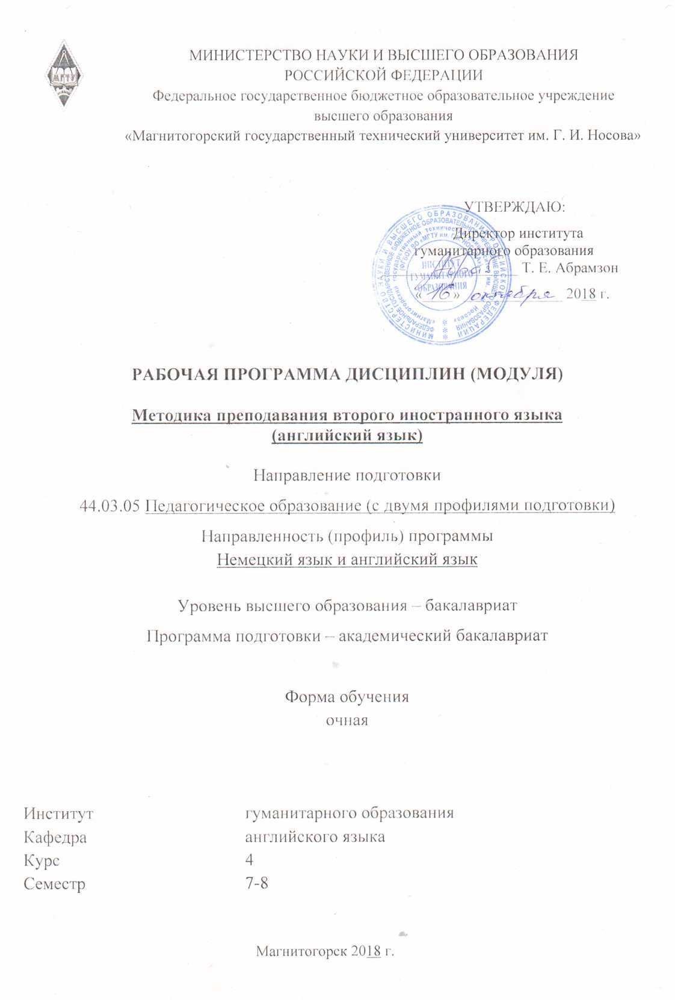 МГТУ
МИНИСТЕРСТВО НАУКИ И ВЫСШЕГО ОБРАЗОВАНИЯ
РОССИЙСКОЙ ФЕДЕРАЦИИ
Федеральное государственное бюджетное образовательное учреждение
высшего образования
«Магнитогорский государственный технический университет им. Г. И. Носова»
УТВЕРЖДАЮ:
Директор института
гуманитарного образования
Т. Е. Абрамзон
«16» октября 2018 г.
ИНСТИТУТ
ГУМАНИТАРНОГО
ОБРАЗОВАНИЯ
РАБОЧАЯ ПРОГРАММА ДИСЦИПЛИН (МОДУЛЯ)
Методика преподавания второго иностранного языка
(английский язык)
Направление подготовки
44.03.05 Педагогическое образование (с двумя профилями подготовки)
Направленность (профиль) программы
Немецкий язык и английский язык
Уровень высшего образования – бакалавриат
Программа подготовки – академический бакалавриат
Форма обучения
очная
Институт гуманитарного образования
Кафедра английского языка
Курс 4
Семестр 7-8
Магнитогорск 2018 г.